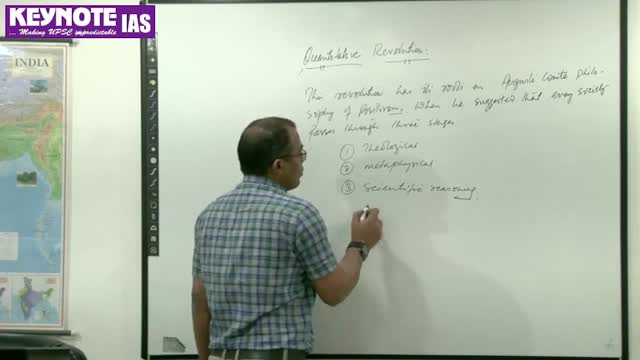 KEYNOTE IAS
... Making UPSC unpredictable
INDIA
Quantitative Revolution:
The revolution has its roots in Auguste Comte philo-
sophy of Positivism, when he suggested that every society
passes through three stages
① Theological
② metaphysical
③ Scientific reasoning.